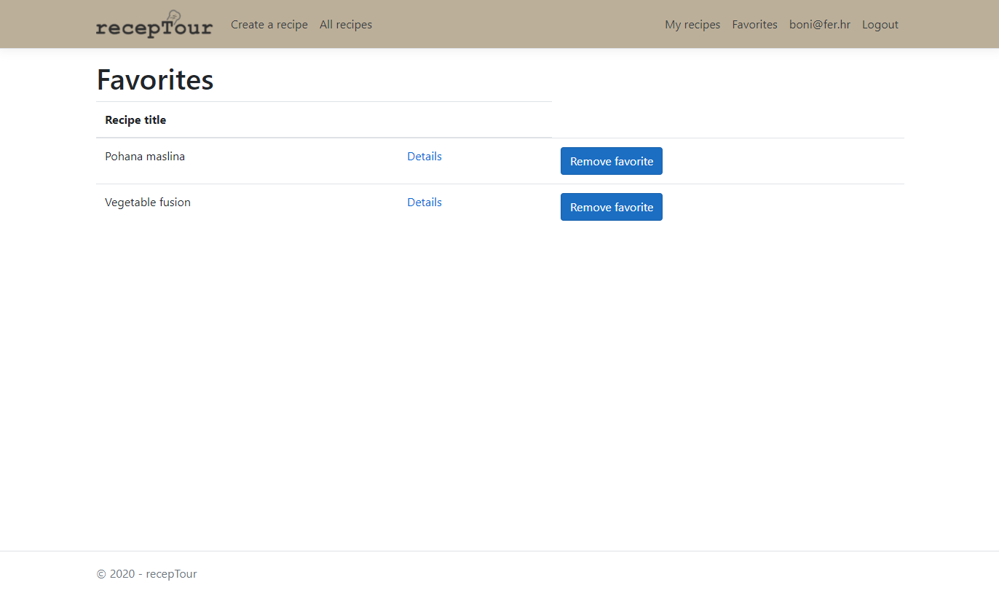 recepTour Create a recipe All recipes My recipes Favorites boni@fer.hr Logout
Favorites
Recipe title
Pohana maslina Details Remove favorite
Vegetable fusion Details Remove favorite
© 2020 - recepTour